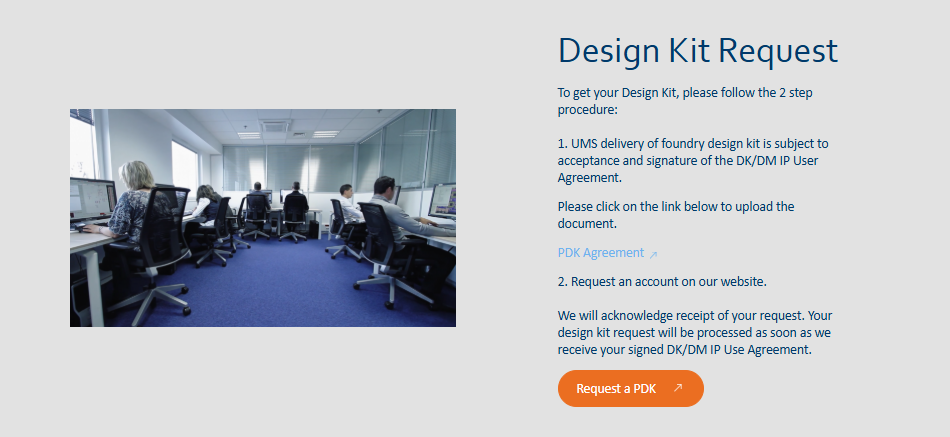 Design Kit Request
To get your Design Kit, please follow the 2 step
procedure:
1. UMS delivery of foundry design kit is subject to
acceptance and signature of the DK/DM IP User
Agreement.
Please click on the link below to upload the
document.
PDK Agreement
2. Request an account on our website.
We will acknowledge receipt of your request. Your
design kit request will be processed as soon as we
receive your signed DK/DM IP Use Agreement.
Request a PDK